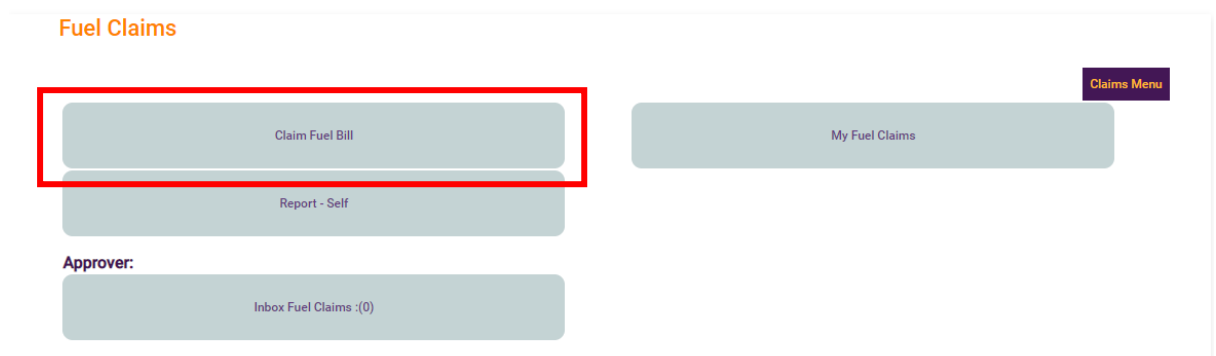 Fuel Claims
Claims Menu
Claim Fuel Bill
My Fuel Claims
Report - Self
Approver:
Inbox Fuel Claims :(0)